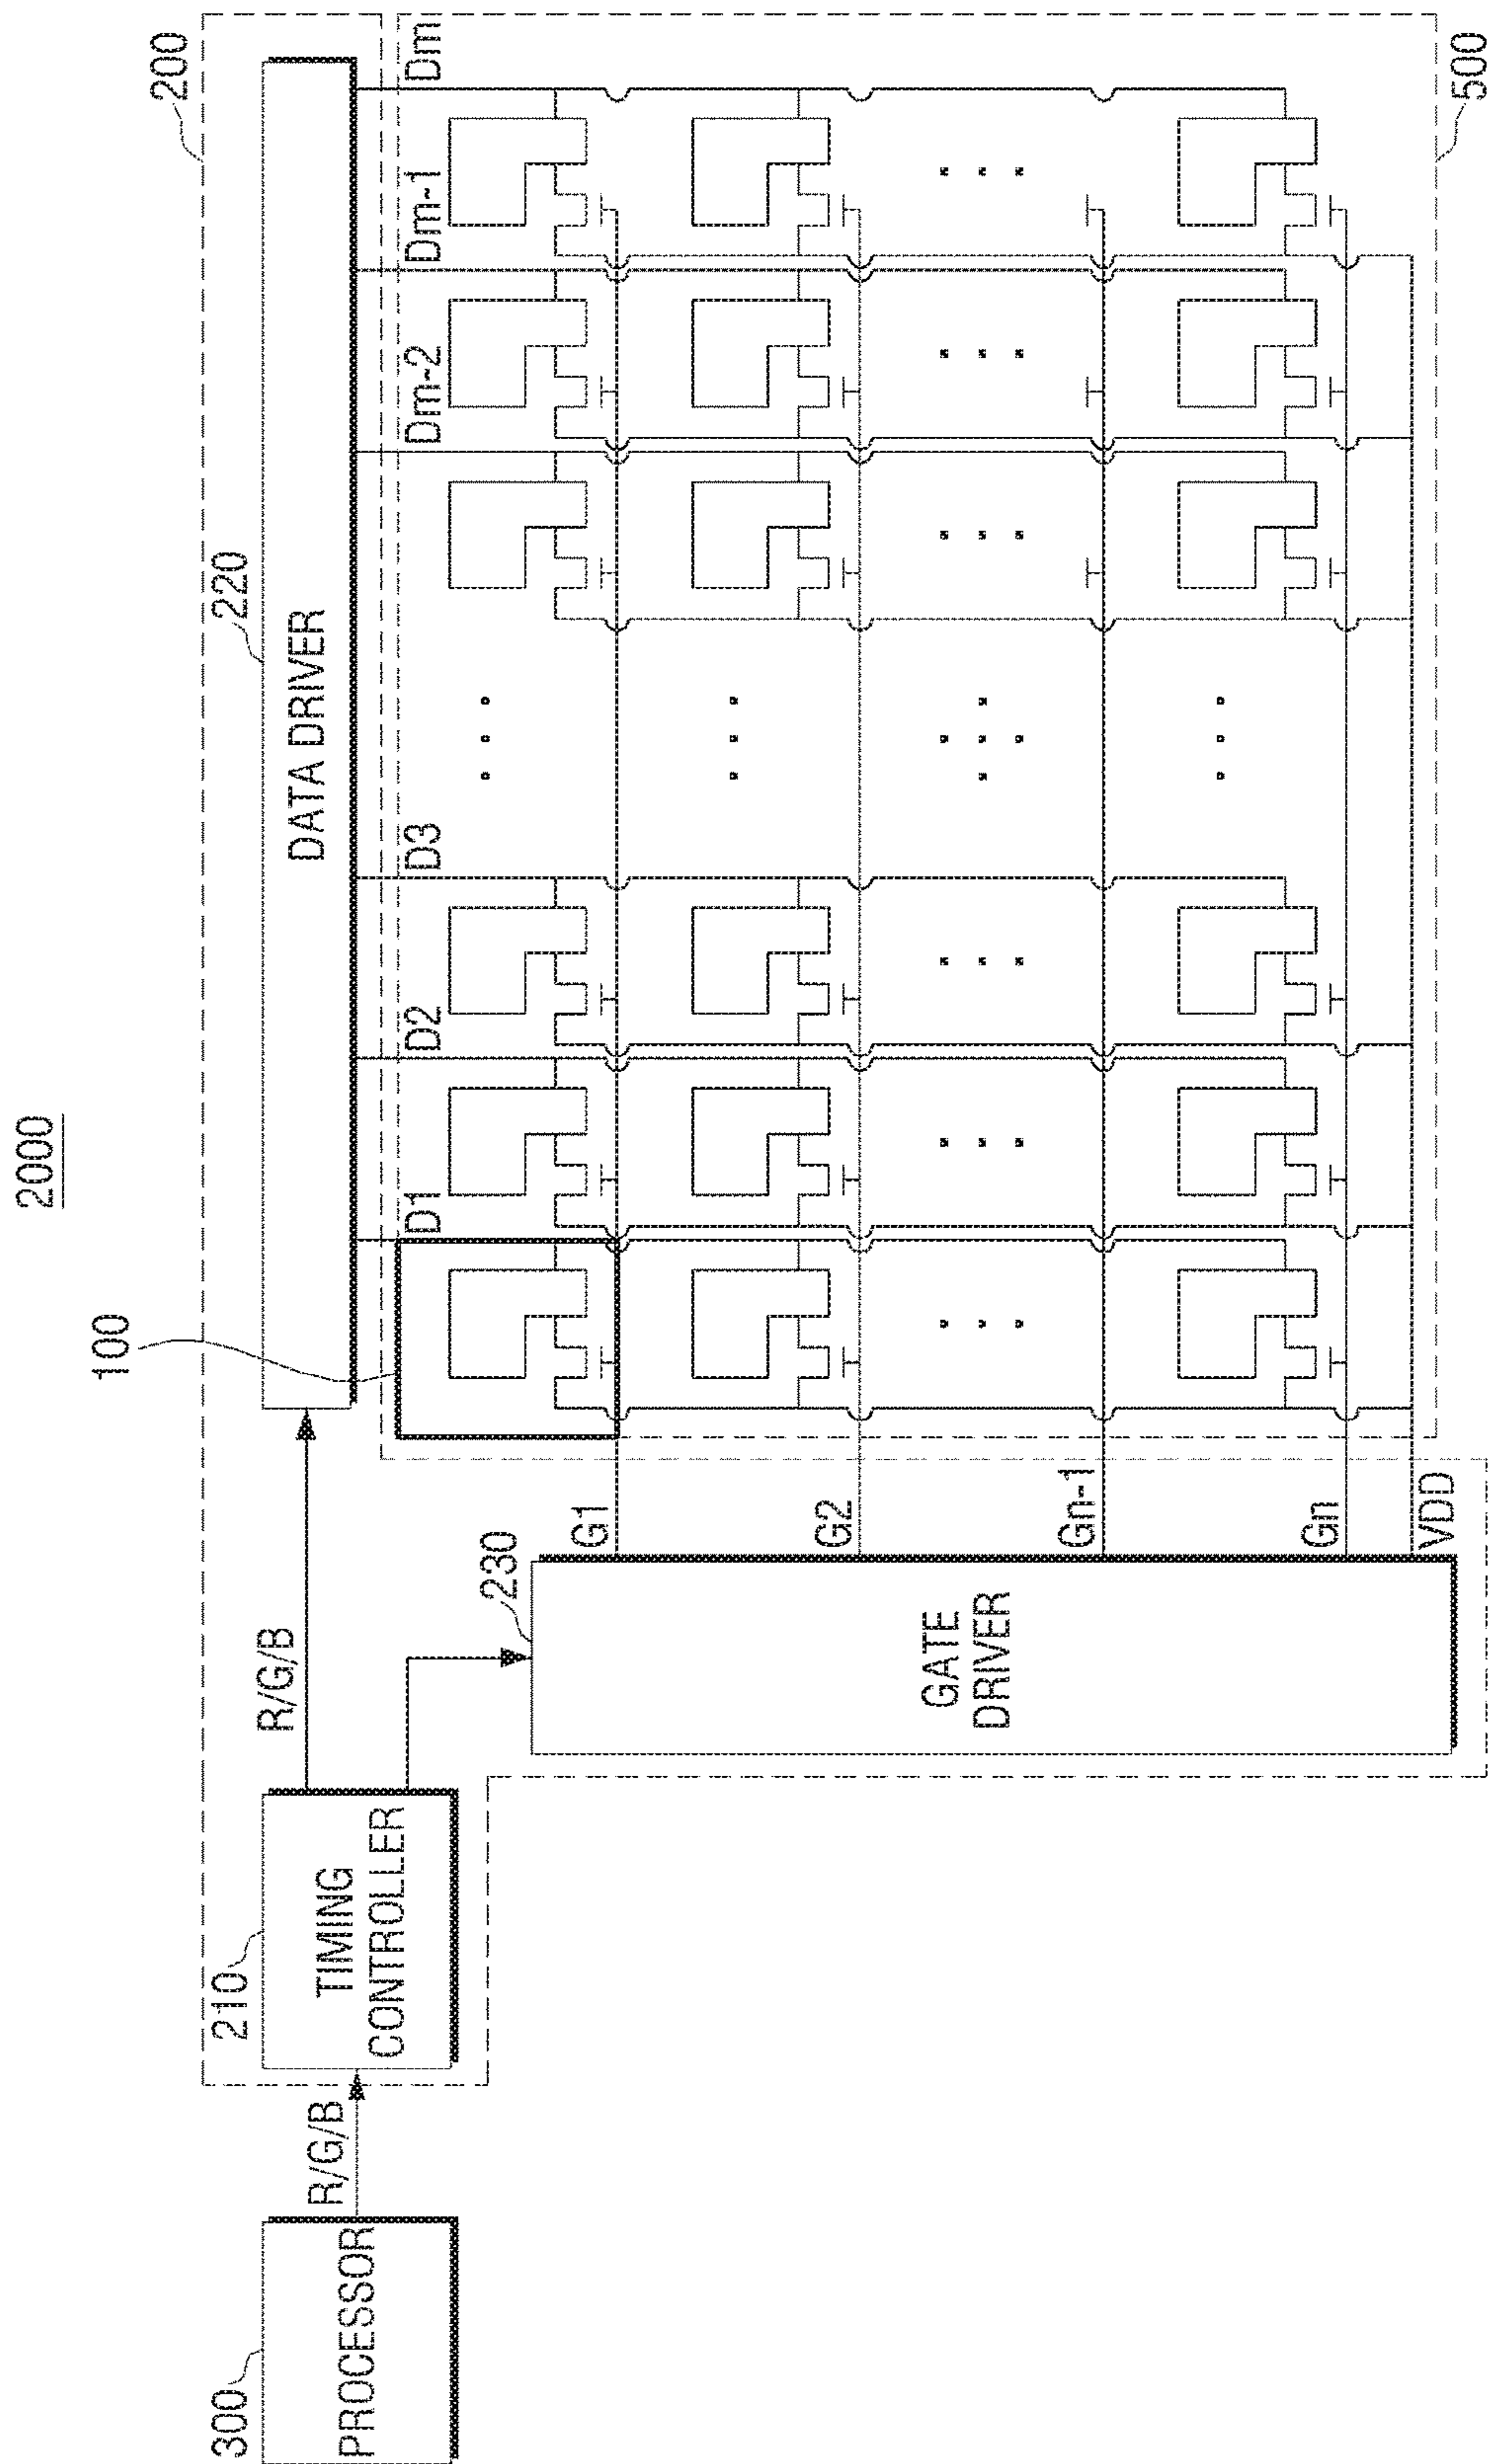 2000
200
100
220
DATA DRIVER
300
PROCESSOR
R/G/B
210
TIMING
CONTROLLER
R/G/B
230
GATE
DRIVER
D1
D2
D3
Dm-2
Dm-1
Dm
G1
G2
Gn-1
Gn
VDD
500